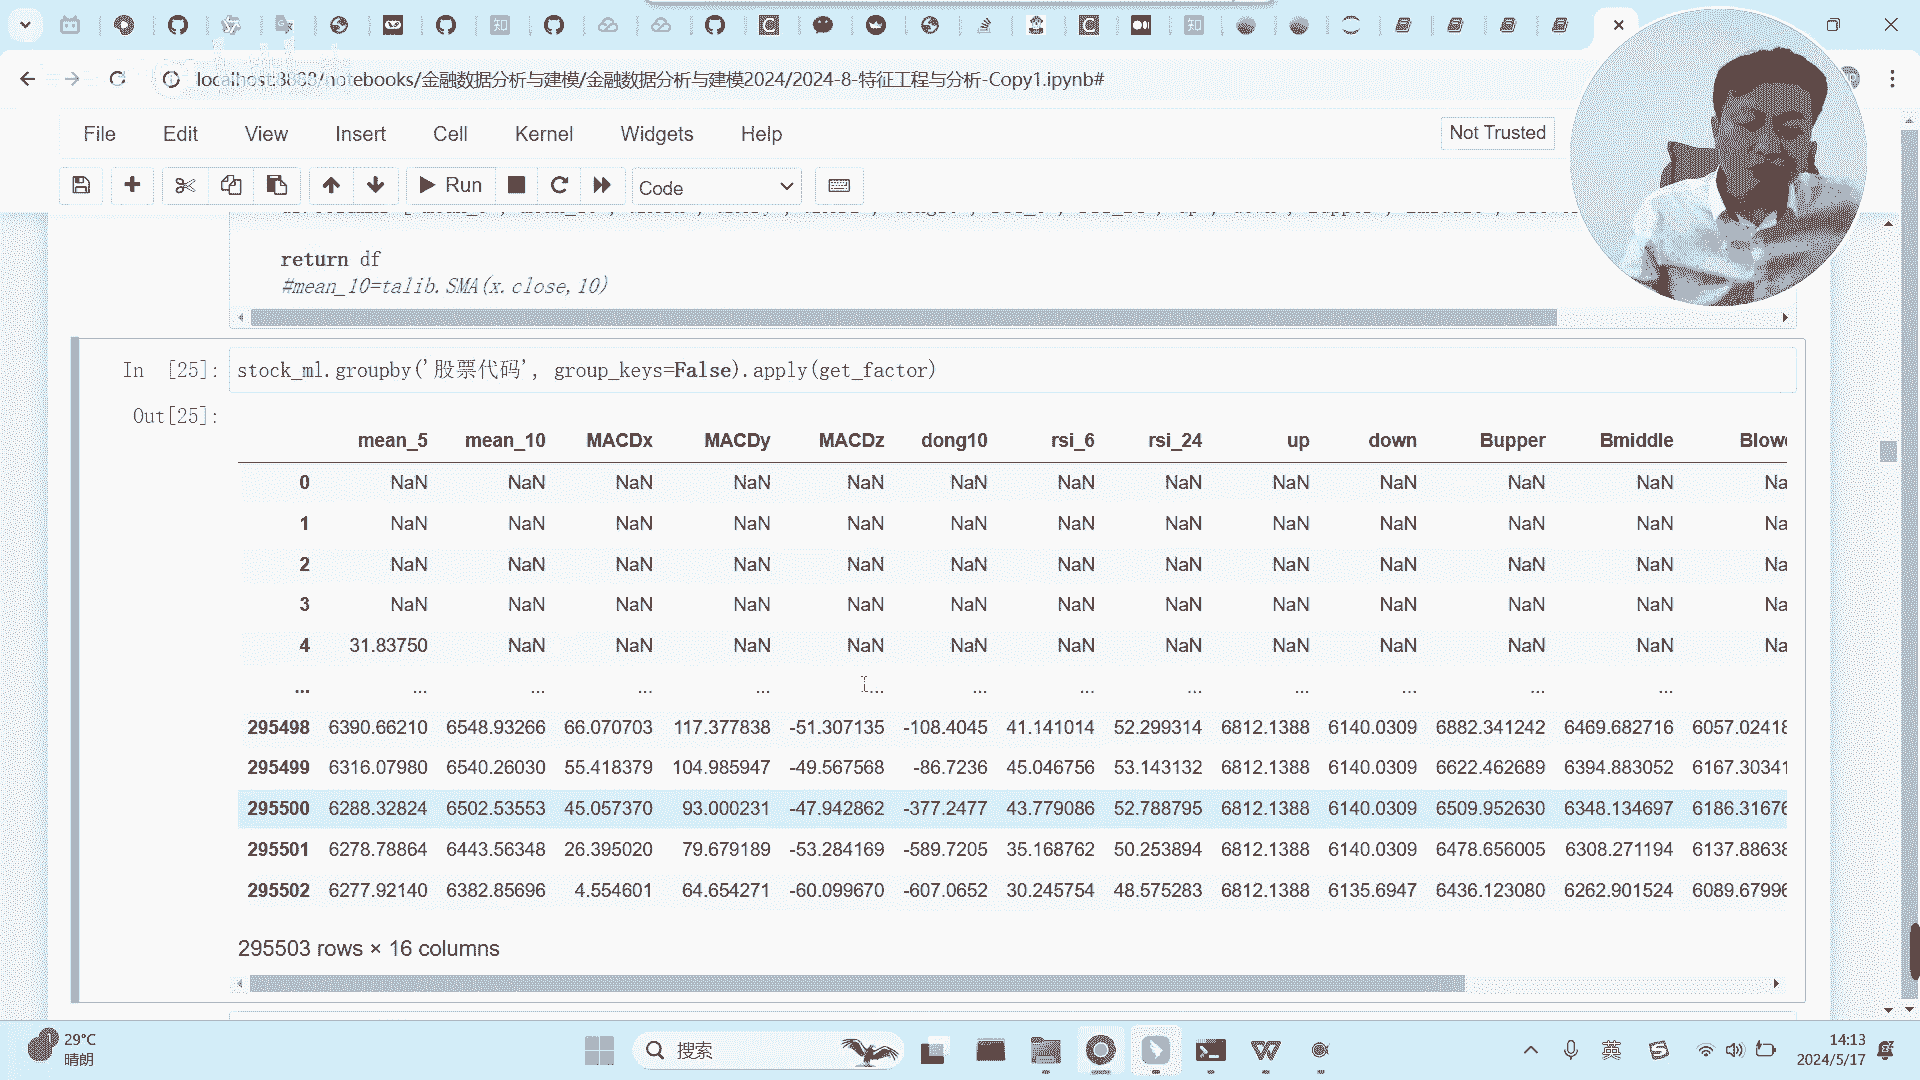 localhost:8888/notebooks/金融数据分析与建模/金融数据分析与建模2024/2024-8-特征工程与分析-Copy1.ipynb#
File Edit View Insert Cell Kernel Widgets Help
Not Trusted
Run Code
return df
#mean_10=talib.SMA(x.close,10)
In [25]: stock_ml.groupby('股票代码', group_keys=False).apply(get_factor)
Out[25]:
mean_5 mean_10 MACDx MACDy MACDz dong10 rsi_6 rsi_24 up down Bupper Bmiddle Blowe
0 NaN NaN NaN NaN NaN NaN NaN NaN NaN NaN NaN NaN Na
1 NaN NaN NaN NaN NaN NaN NaN NaN NaN NaN NaN NaN Na
2 NaN NaN NaN NaN NaN NaN NaN NaN NaN NaN NaN NaN Na
3 NaN NaN NaN NaN NaN NaN NaN NaN NaN NaN NaN NaN Na
4 31.83750 NaN NaN NaN NaN NaN NaN NaN NaN NaN NaN NaN Na
... ... ... ... ... ... ... ... ... ... ... ... ...
295498 6390.66210 6548.93266 66.070703 117.377838 -51.307135 -108.4045 41.141014 52.299314 6812.1388 6140.0309 6882.341242 6469.682716 6057.02418
295499 6316.07980 6540.26030 55.418379 104.985947 -49.567568 -86.7236 45.046756 53.143132 6812.1388 6140.0309 6622.462689 6394.883052 6167.30341
295500 6288.32824 6502.53553 45.057370 93.000231 -47.942862 -377.2477 43.779086 52.788795 6812.1388 6140.0309 6509.952630 6348.134697 6186.31676
295501 6278.78864 6443.56348 26.395020 79.679189 -53.284169 -589.7205 35.168762 50.253894 6812.1388 6140.0309 6478.656005 6308.271194 6137.88638
295502 6277.92140 6382.85696 4.554601 64.654271 -60.099670 -607.0652 30.245754 48.575283 6812.1388 6135.6947 6436.123080 6262.901524 6089.67996
295503 rows × 16 columns
29°C
晴朗
搜索
英
14:13
2024/5/17